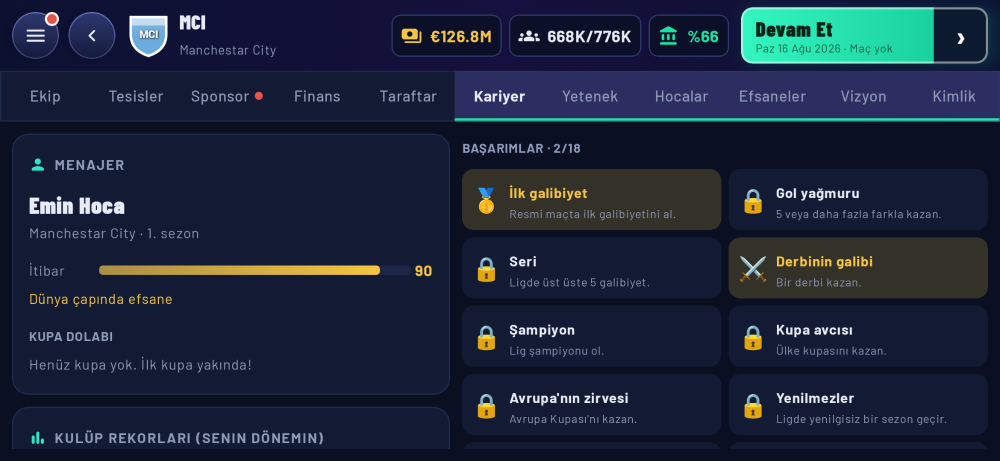 MCI
MCI
Manchestar City
€126.8M
668K/776K
%66
Devam Et
Paz 16 Ağu 2026 · Maç yok
Ekip
Tesisler
Sponsor
Finans
Taraftar
Kariyer
Yetenek
Hocalar
Efsaneler
Vizyon
Kimlik
MENAJER
Emin Hoca
Manchestar City · 1. sezon
İtibar
90
Dünya çapında efsane
KUPA DOLABI
Henüz kupa yok. İlk kupa yakında!
KULÜP REKORLARI (SENIN DÖNEMIN)
BAŞARIMLAR · 2/18
İlk galibiyet
Resmi maçta ilk galibiyetini al.
Gol yağmuru
5 veya daha fazla farkla kazan.
Seri
Ligde üst üste 5 galibiyet.
Derbinin galibi
Bir derbi kazan.
Şampiyon
Lig şampiyonu ol.
Kupa avcısı
Ülke kupasını kazan.
Avrupa'nın zirvesi
Avrupa Kupası'nı kazan.
Yenilmezler
Ligde yenilgisiz bir sezon geçir.